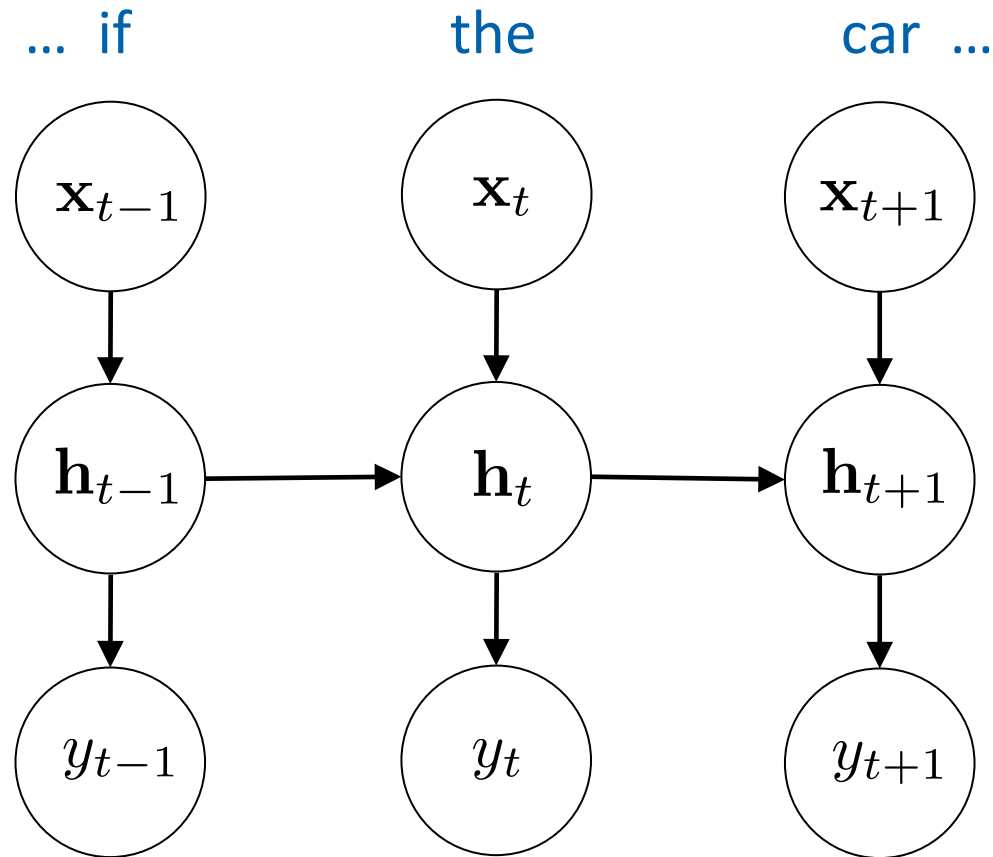 ... if the car ...
x_{t−1} x_t x_{t+1}
h_{t−1} h_t h_{t+1}
y_{t−1} y_t y_{t+1}